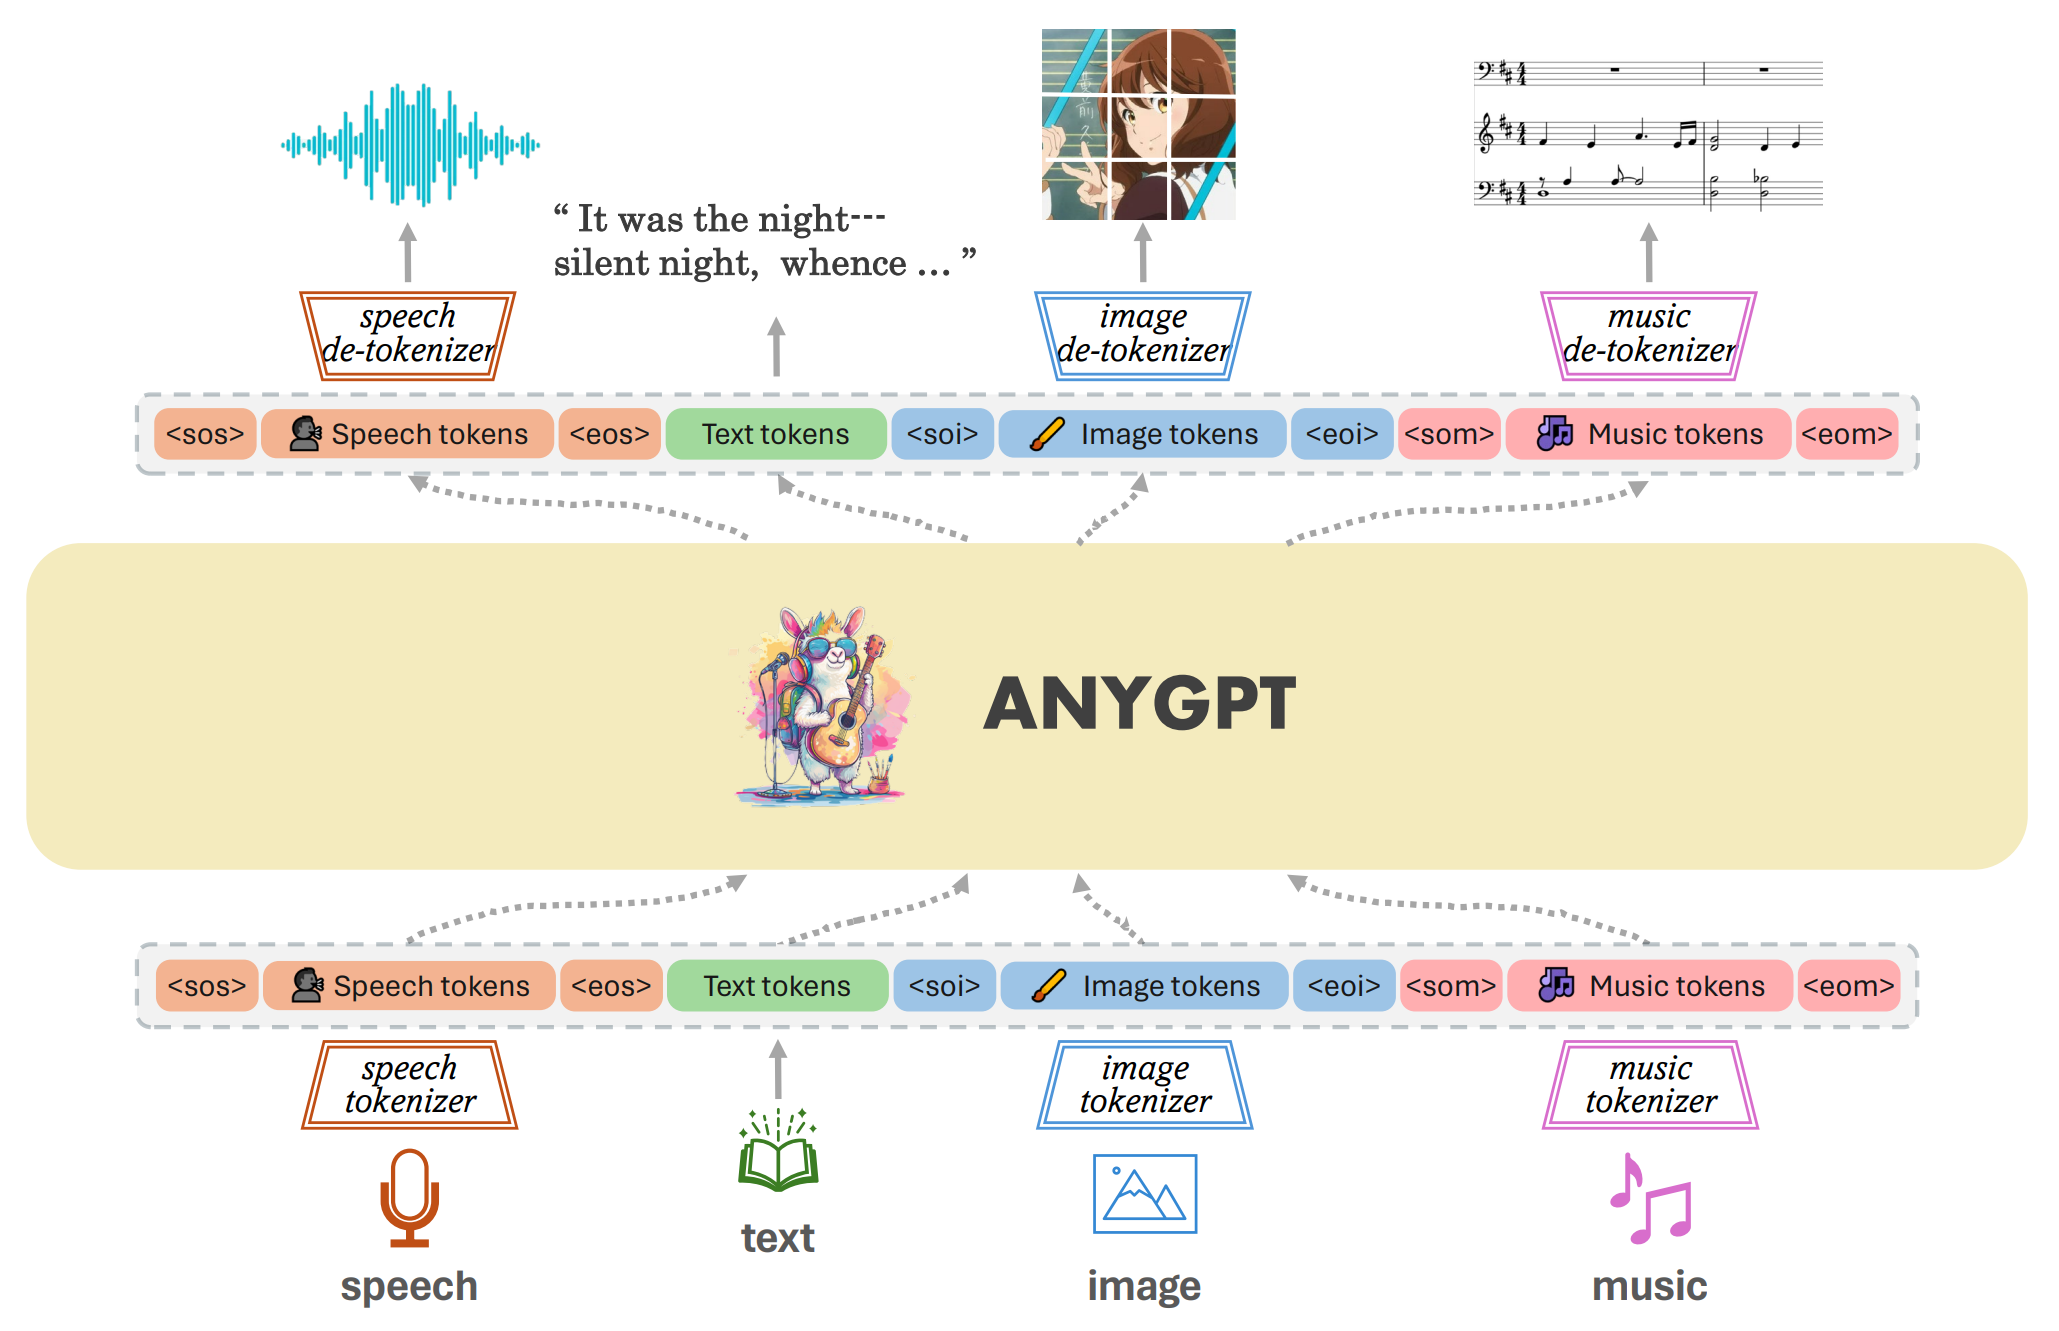 “ It was the night---
silent night,  whence ... ”
speech
de-tokenizer
image
de-tokenizer
music
de-tokenizer
<sos> Speech tokens <eos> Text tokens <soi> Image tokens <eoi> <som> Music tokens <eom>
ANYGPT
<sos> Speech tokens <eos> Text tokens <soi> Image tokens <eoi> <som> Music tokens <eom>
speech
tokenizer
image
tokenizer
music
tokenizer
text
speech
image
music